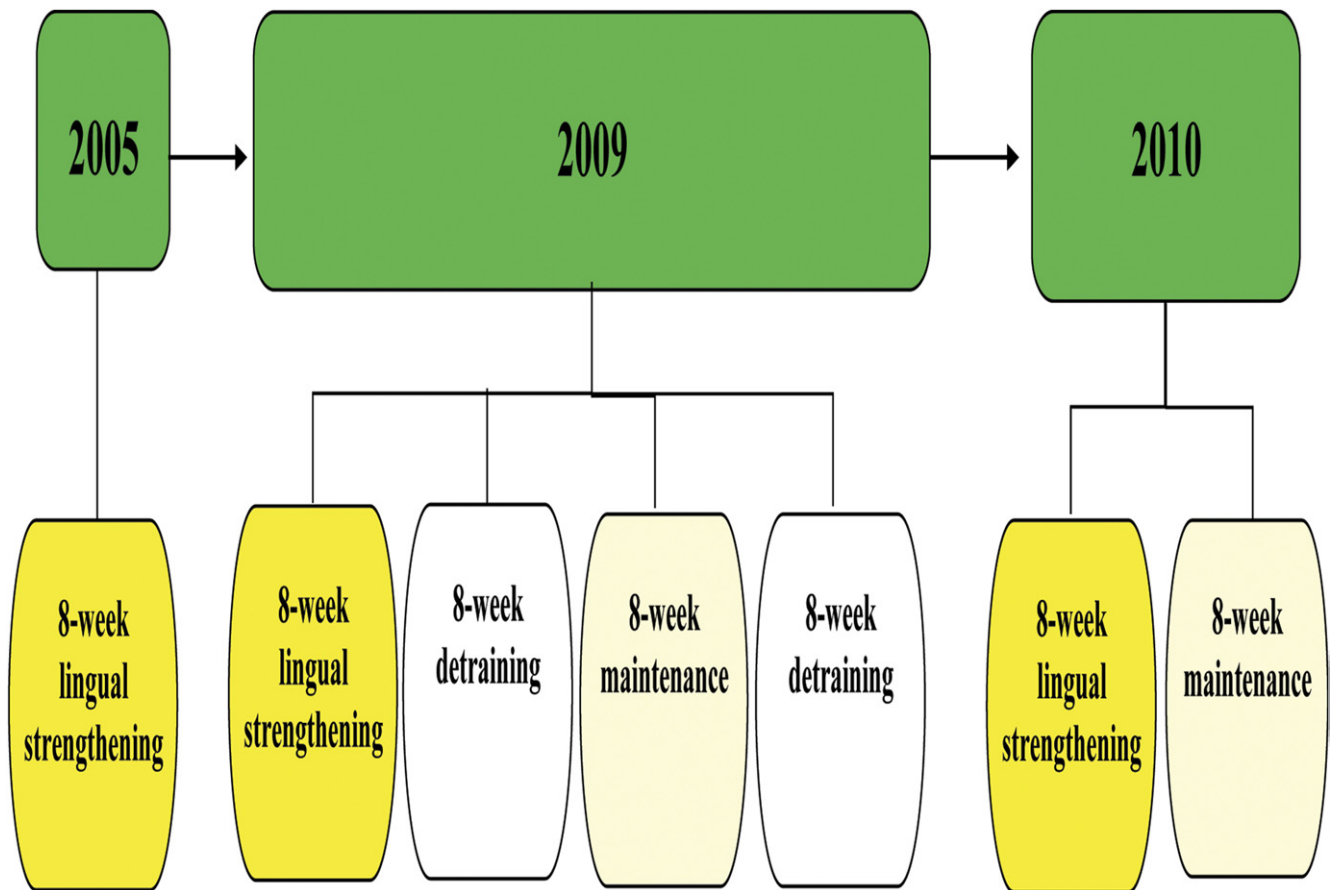 2005
2009
2010
8-week
lingual
strengthening
8-week
lingual
strengthening
8-week
detraining
8-week
maintenance
8-week
detraining
8-week
lingual
strengthening
8-week
maintenance